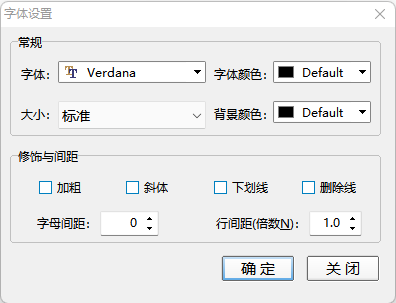 字体设置
常规
字体： Verdana 字体颜色： Default
大小： 标准 背景颜色： Default
修饰与间距
加粗 斜体 下划线 删除线
字母间距： 0 行间距(倍数N)： 1.0
确 定 关 闭